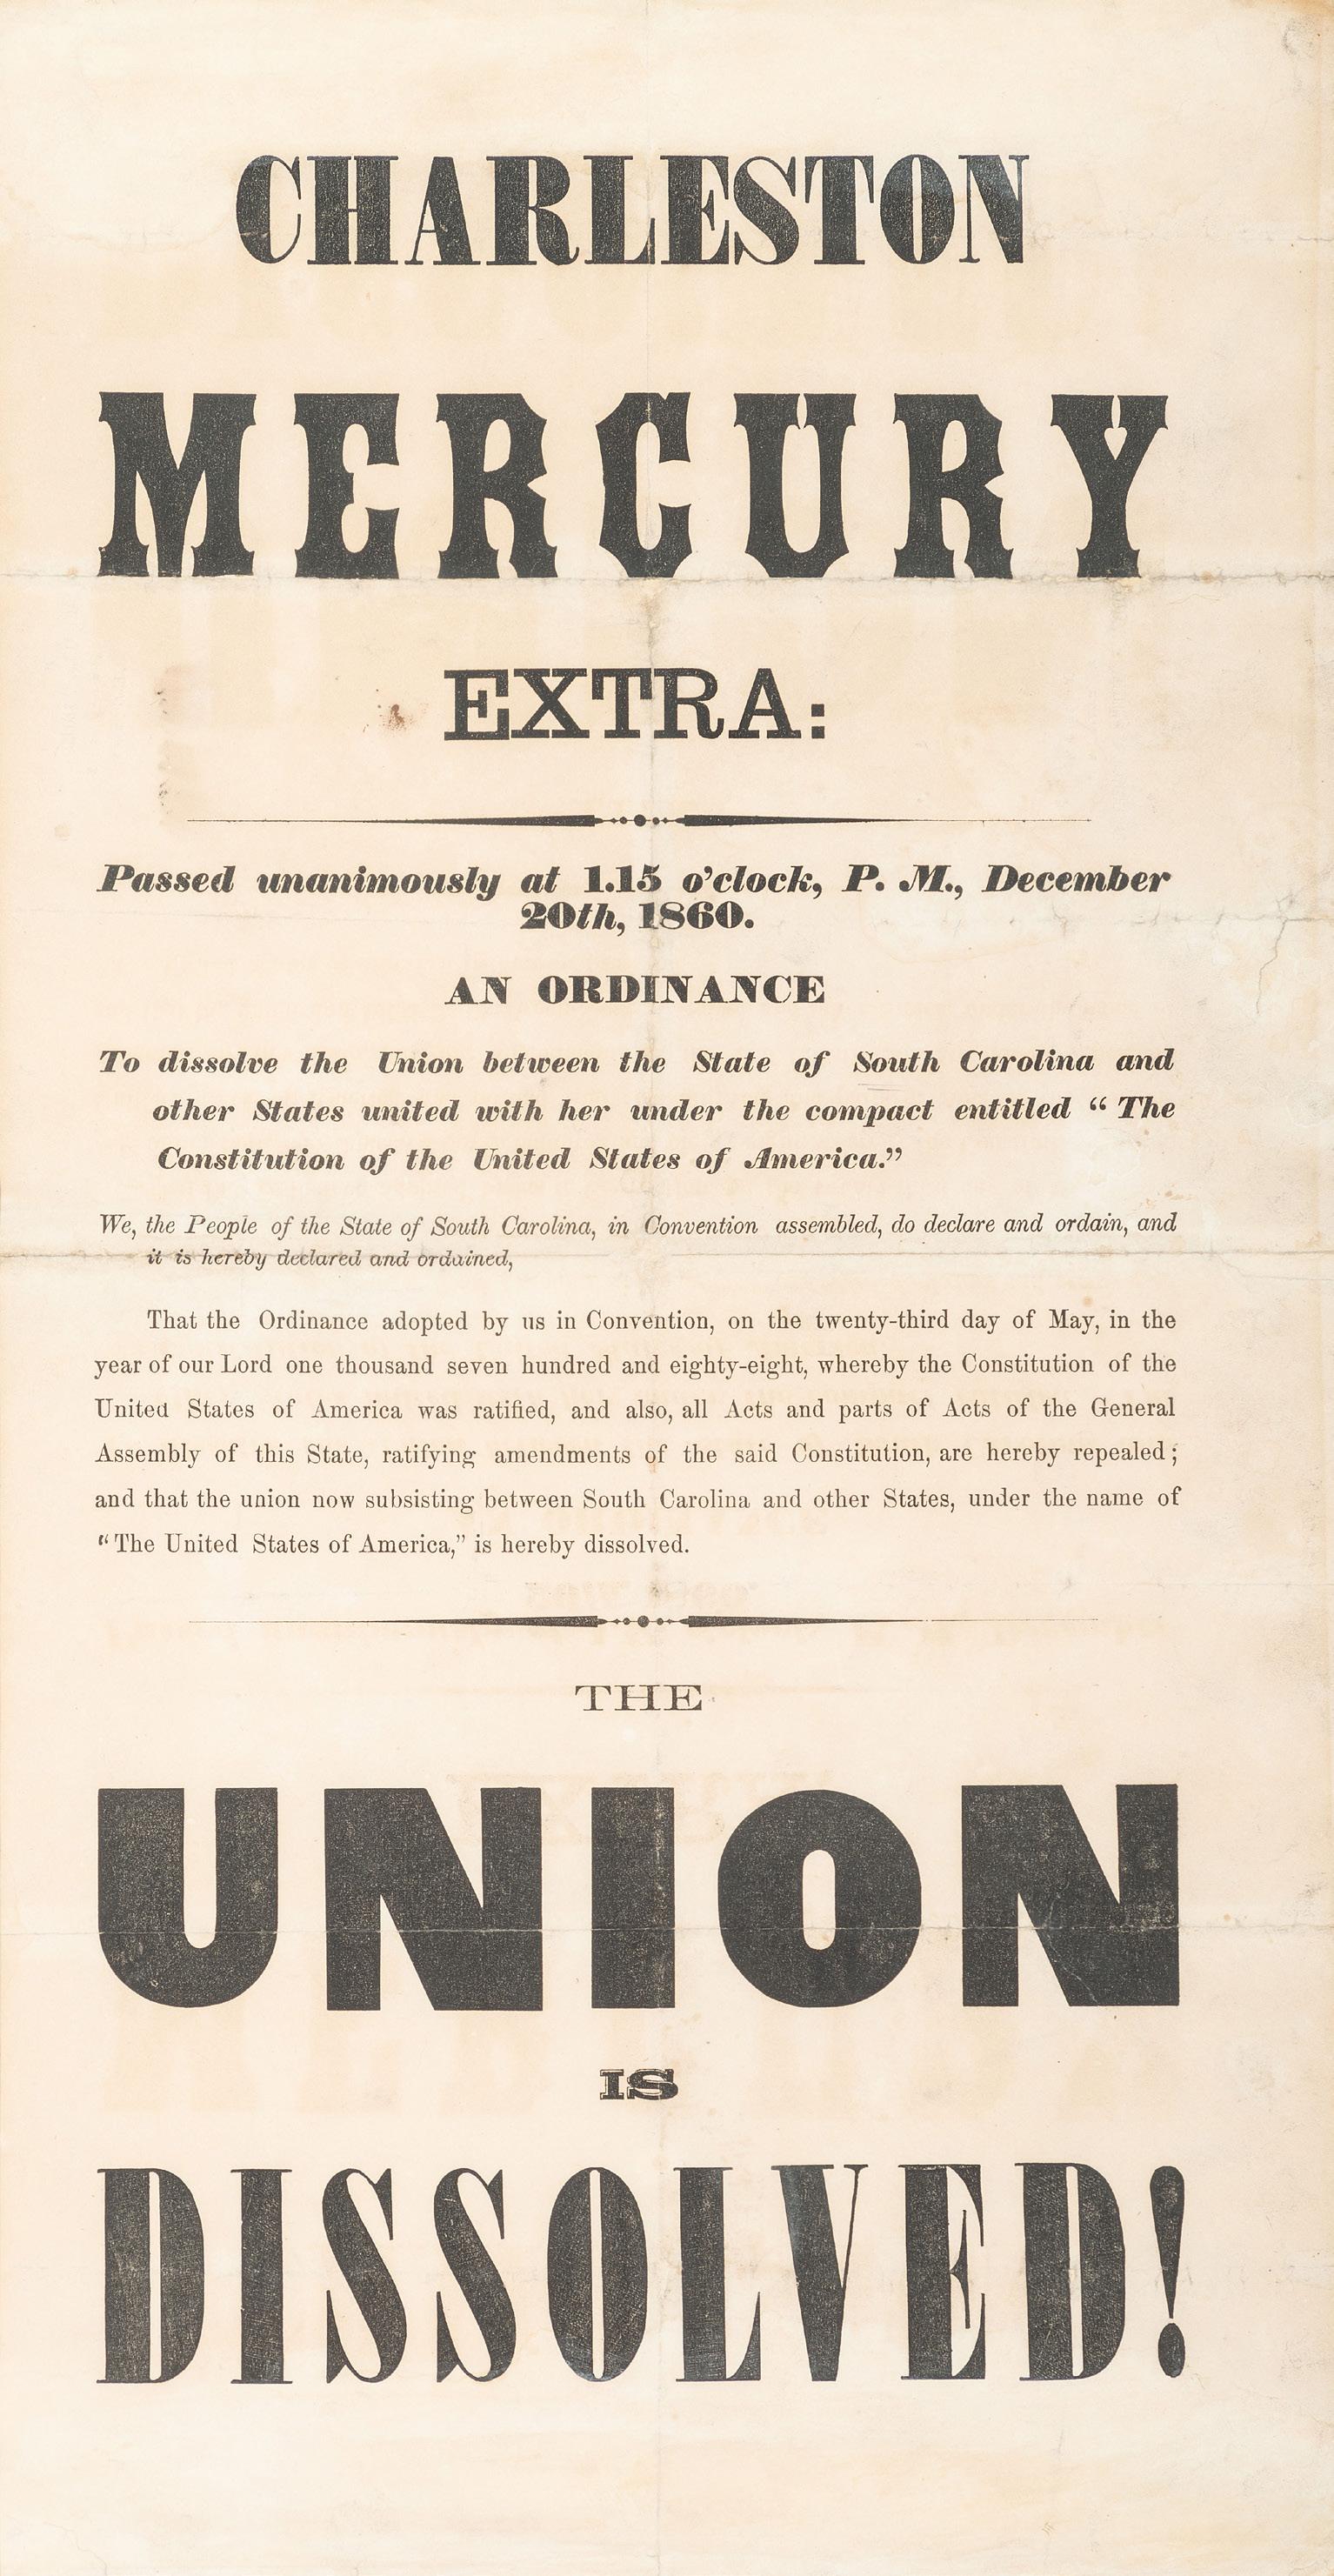 CHARLESTON
MERCURY
EXTRA:
Passed unanimously at 1.15 o'clock, P. M., December
20th, 1860.
AN ORDINANCE
To dissolve the Union between the State of South Carolina and
other States united with her under the compact entitled “ The
Constitution of the United States of America.”
We, the People of the State of South Carolina, in Convention assembled, do declare and ordain, and
it is hereby declared and ordained,
That the Ordinance adopted by us in Convention, on the twenty-third day of May, in the
year of our Lord one thousand seven hundred and eighty-eight, whereby the Constitution of the
United States of America was ratified, and also, all Acts and parts of Acts of the General
Assembly of this State, ratifying amendments of the said Constitution, are hereby repealed ;
and that the union now subsisting between South Carolina and other States, under the name of
“ The United States of America,” is hereby dissolved.
THE
UNION
IS
DISSOLVED!